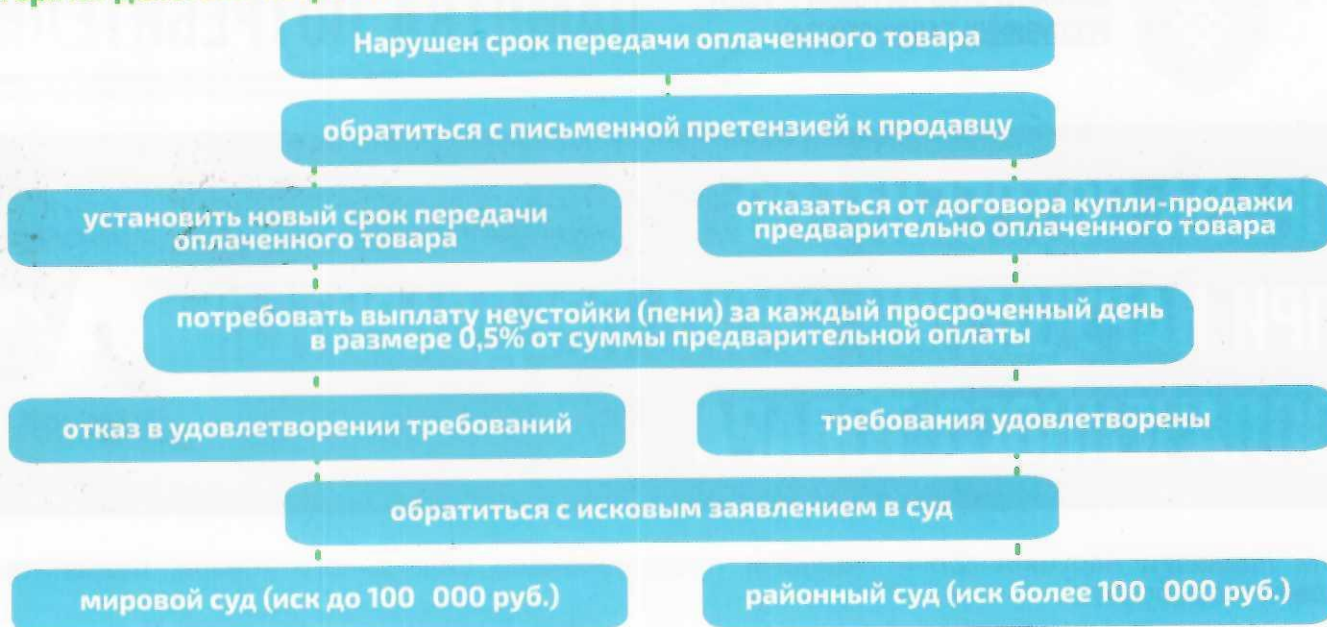 Нарушен срок передачи оплаченного товара
обратиться с письменной претензией к продавцу
установить новый срок передачи
оплаченного товара
отказаться от договора купли-продажи
предварительно оплаченного товара
потребовать выплату неустойки (пени) за каждый просроченный день
в размере 0,5% от суммы предварительной оплаты
отказ в удовлетворении требований
требования удовлетворены
обратиться с исковым заявлением в суд
мировой суд (иск до 100 000 руб.)
районный суд (иск более 100 000 руб.)